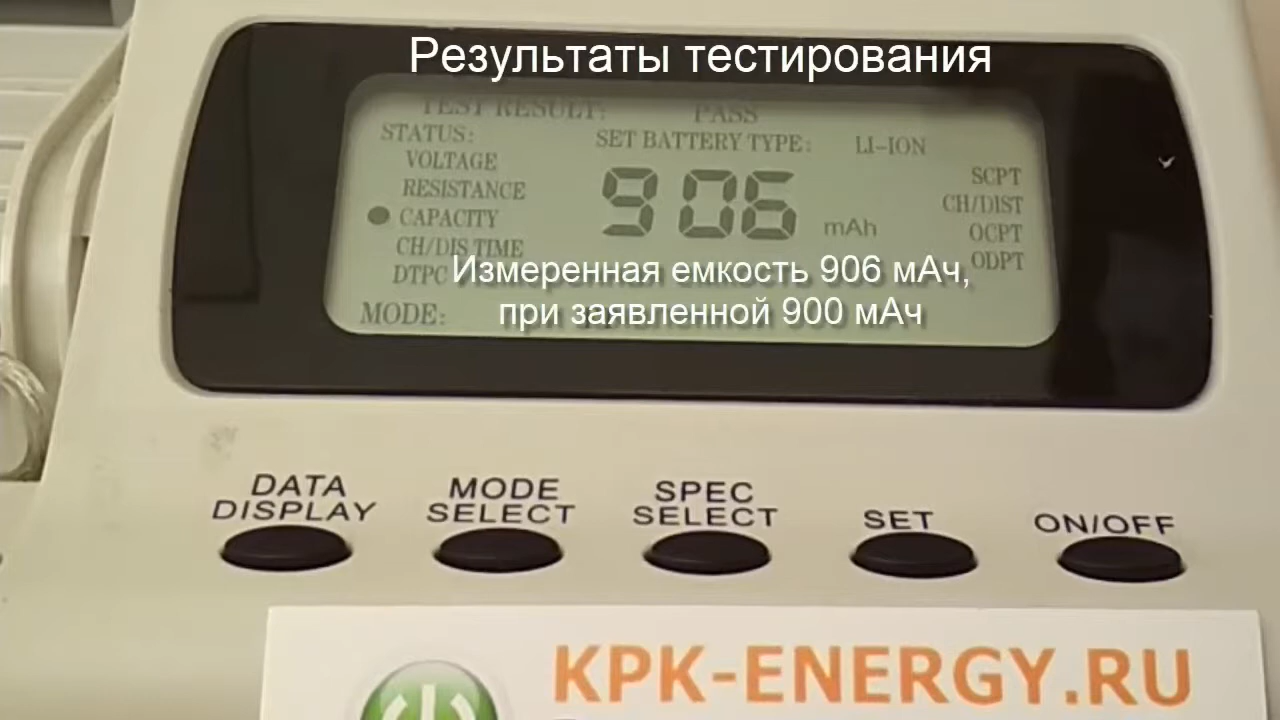 Результаты тестирования
TEST RESULT: PASS
STATUS: SET BATTERY TYPE: LI-ION
VOLTAGE
RESISTANCE
CAPACITY
CH/DIS TIME
DTPC
906 mAh
SCPT
CH/DIST
OCPT
ODPT
Измеренная емкость 906 мАч,
при заявленной 900 мАч
MODE:
DATA DISPLAY
MODE SELECT
SPEC SELECT
SET
ON/OFF
KPK-ENERGY.RU